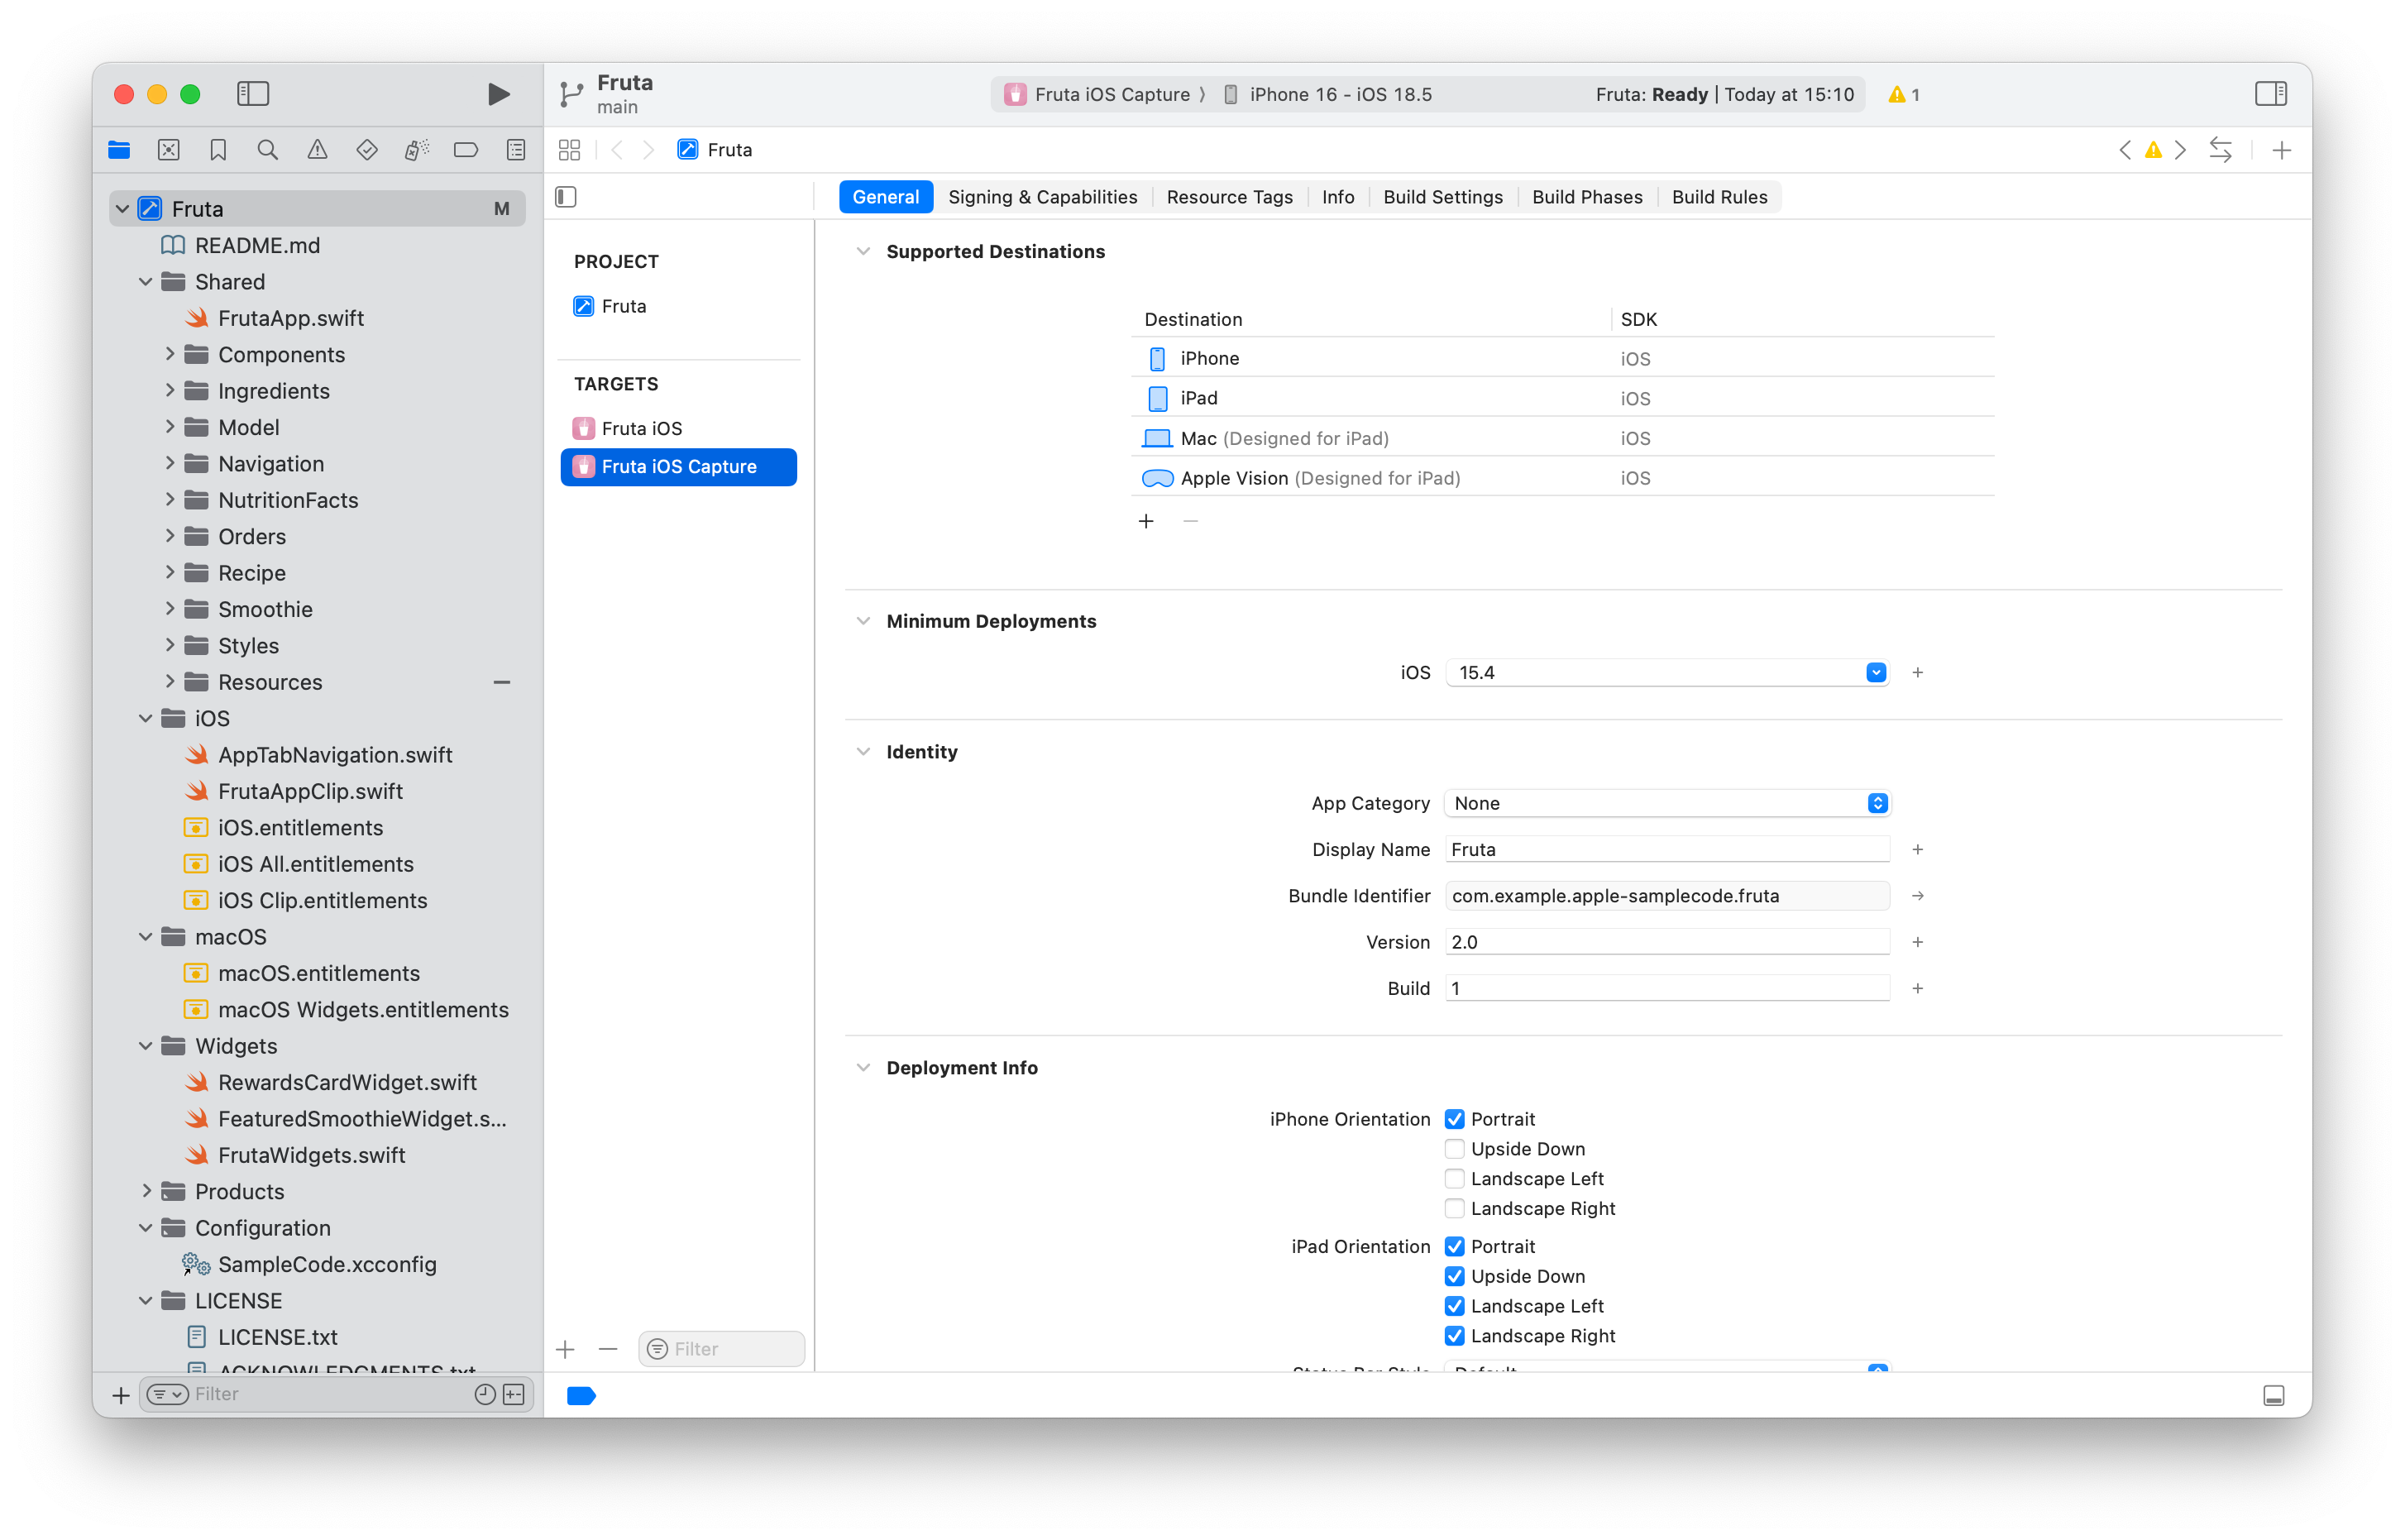 Fruta
main
Fruta iOS Capture
iPhone 16 - iOS 18.5
Fruta: Ready | Today at 15:10
1
Fruta
General
Signing & Capabilities
Resource Tags
Info
Build Settings
Build Phases
Build Rules
Fruta M
README.md
Shared
FrutaApp.swift
Components
Ingredients
Model
Navigation
NutritionFacts
Orders
Recipe
Smoothie
Styles
Resources
iOS
AppTabNavigation.swift
FrutaAppClip.swift
iOS.entitlements
iOS All.entitlements
iOS Clip.entitlements
macOS
macOS.entitlements
macOS Widgets.entitlements
Widgets
RewardsCardWidget.swift
FeaturedSmoothieWidget.s...
FrutaWidgets.swift
Products
Configuration
SampleCode.xcconfig
LICENSE
LICENSE.txt
ACKNOWLEDGMENTS.txt
Filter
PROJECT
Fruta
TARGETS
Fruta iOS
Fruta iOS Capture
Filter
Supported Destinations
Destination SDK
iPhone iOS
iPad iOS
Mac (Designed for iPad) iOS
Apple Vision (Designed for iPad) iOS
Minimum Deployments
iOS 15.4
Identity
App Category None
Display Name Fruta
Bundle Identifier com.example.apple-samplecode.fruta
Version 2.0
Build 1
Deployment Info
iPhone Orientation Portrait
Upside Down
Landscape Left
Landscape Right
iPad Orientation Portrait
Upside Down
Landscape Left
Landscape Right
Status Bar Style Default